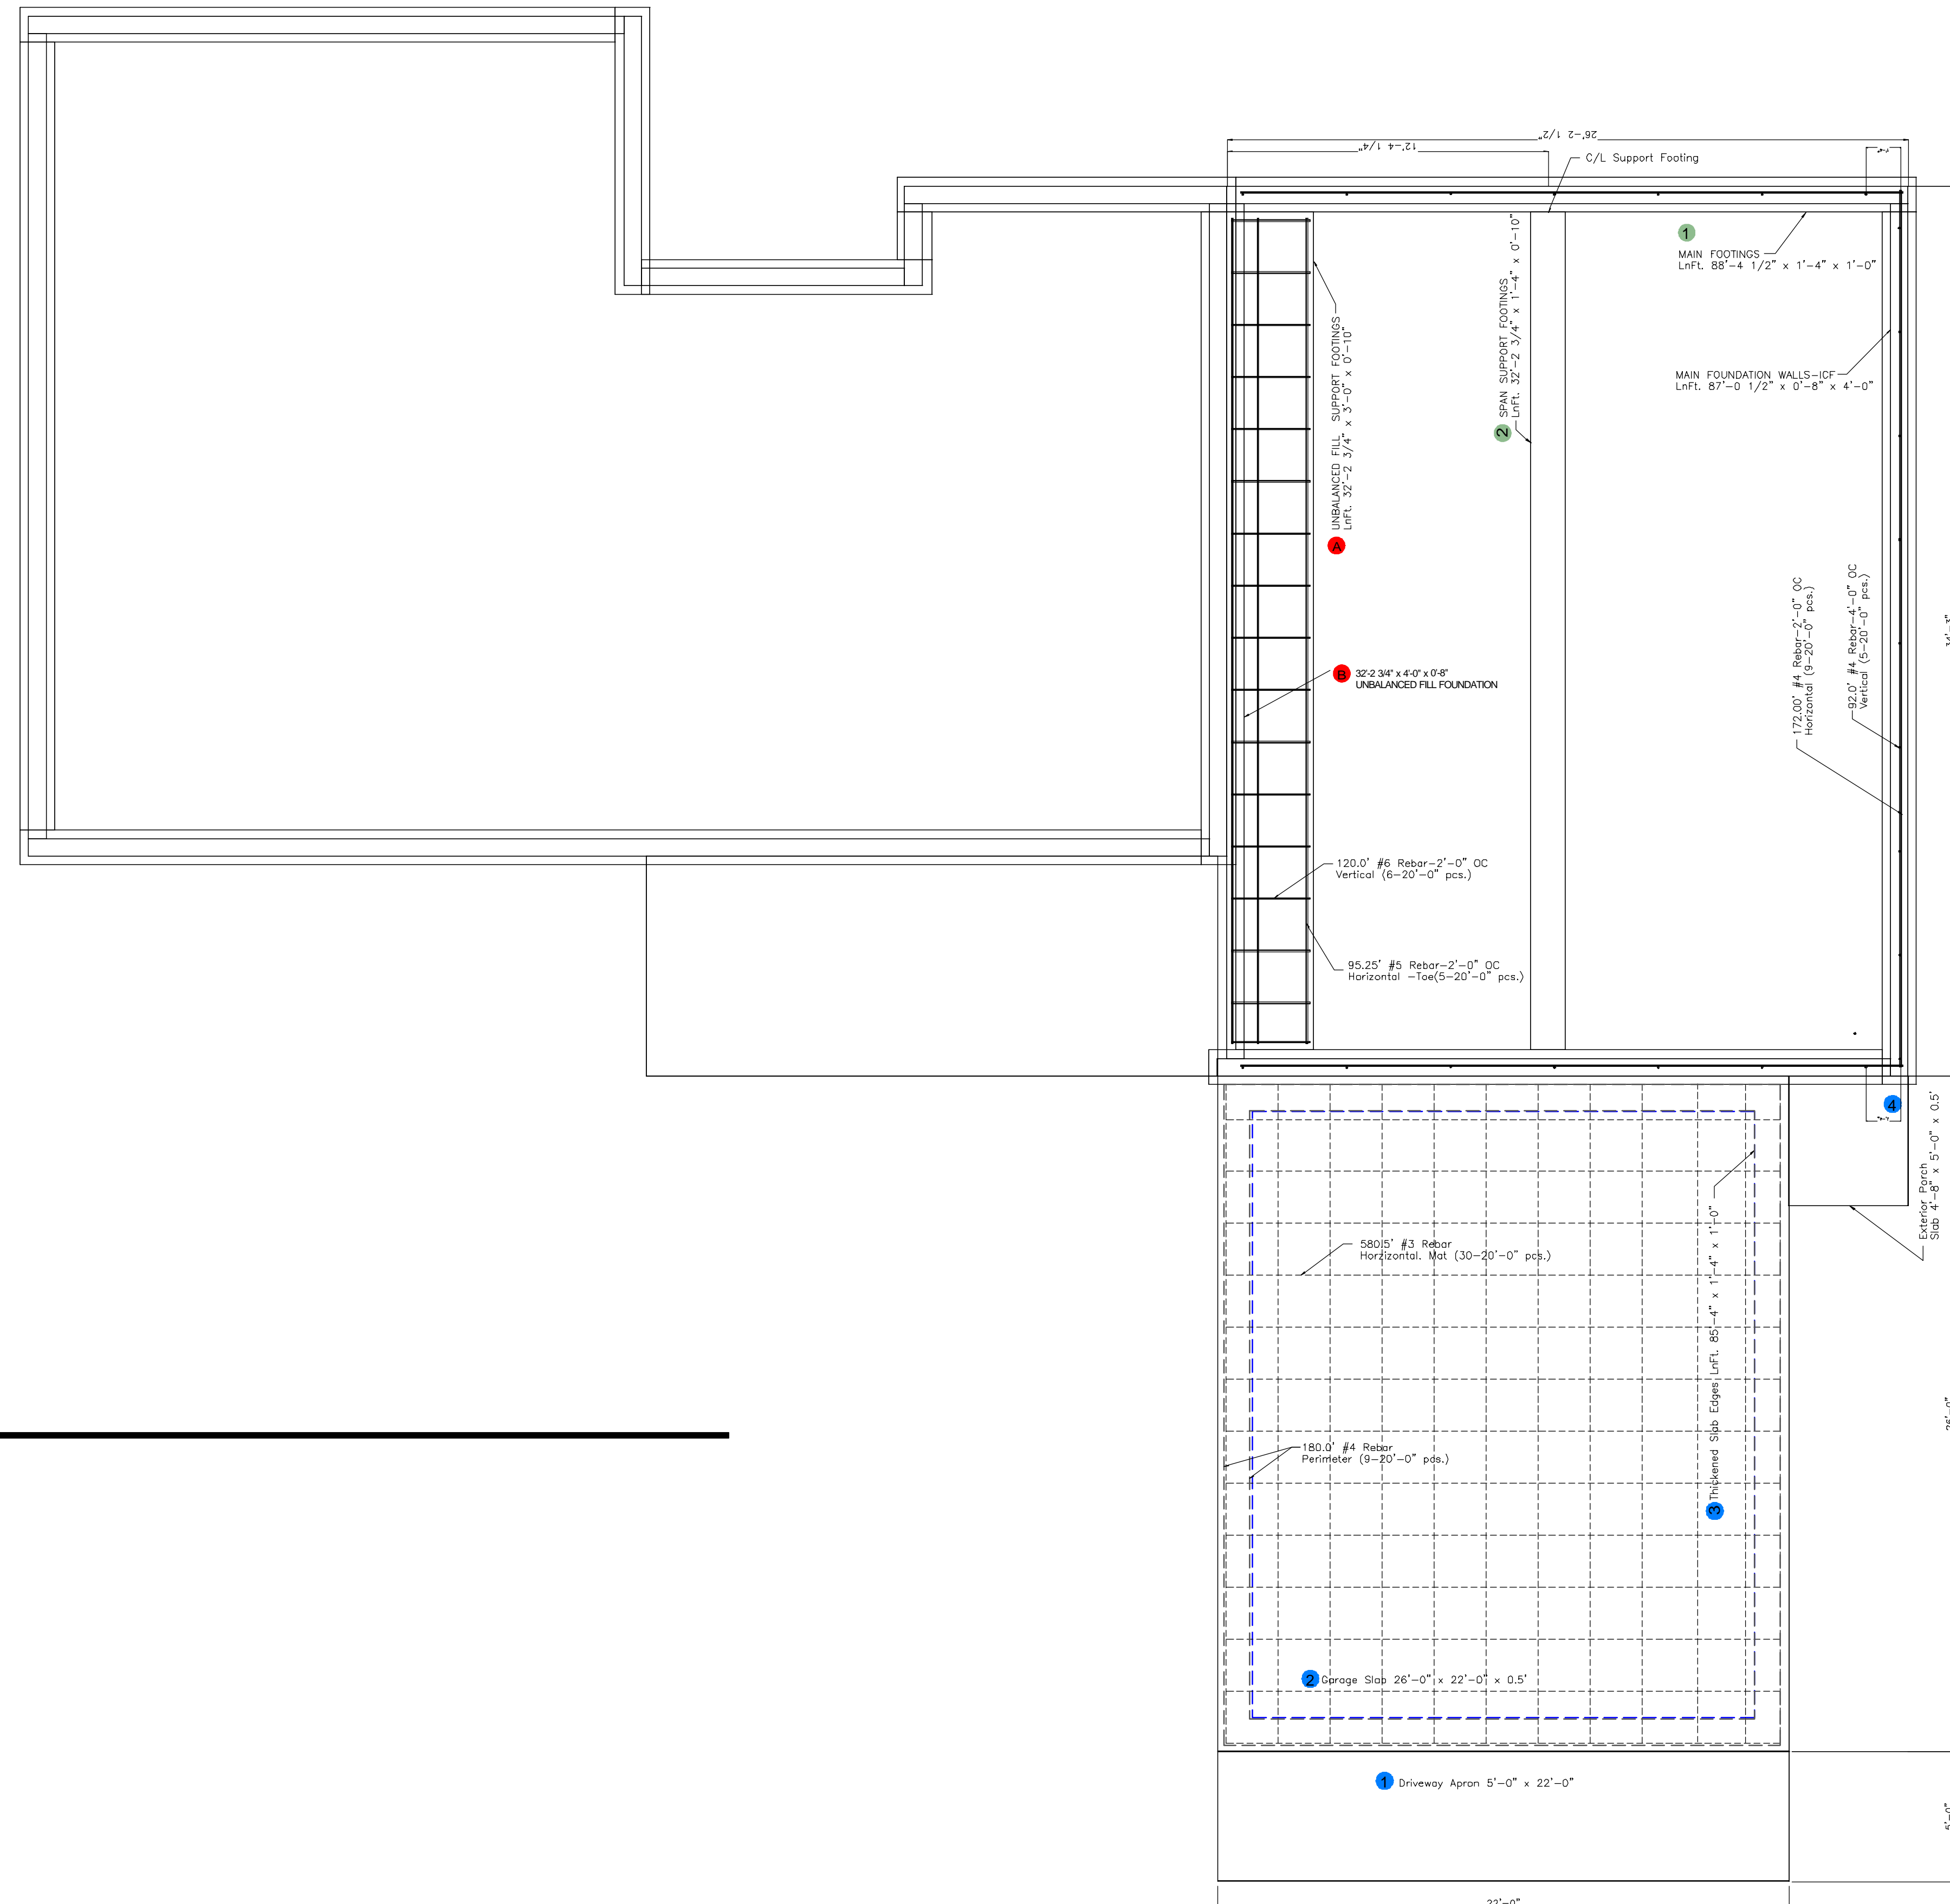 26'-2 1/2"
12'-4 1/4"
C/L Support Footing
1
MAIN FOOTINGS
LnFt. 88'-4 1/2" x 1'-4" x 1'-0"
2 SPAN SUPPORT FOOTINGS
LnFt. 32'-2 3/4" x 1'-4" x 0'-10"
UNBALANCED FILL SUPPORT FOOTINGS
LnFt. 32'-2 3/4" x 3'-0" x 0'-10"
A
MAIN FOUNDATION WALLS-ICF
LnFt. 87'-0 1/2" x 0'-8" x 4'-0"
B 32'-2 3/4" x 4'-0" x 0'-8"
UNBALANCED FILL FOUNDATION
172.00' #4 Rebar-2'-0" OC
Horizontal (9-20'-0" pcs.)
92.0' #4 Rebar-4'-0" OC
Vertical (5-20'-0" pcs.)
34'-3"
120.0' #6 Rebar-2'-0" OC
Vertical (6-20'-0" pcs.)
95.25' #5 Rebar-2'-0" OC
Horizontal -Toe(5-20'-0" pcs.)
4
Exterior Porch
Slab 4'-8" x 5'-0" x 0.5'
580.5' #3 Rebar
Horzizontal. Mat (30-20'-0" pcs.)
3 Thickened Slab Edges LnFt. 85'-4" x 1'-4" x 1'-0"
26'-0"
180.0' #4 Rebar
Perimeter (9-20'-0" pcs.)
2 Garage Slab 26'-0" x 22'-0" x 0.5'
1 Driveway Apron 5'-0" x 22'-0"
5'-0"
22'-0"